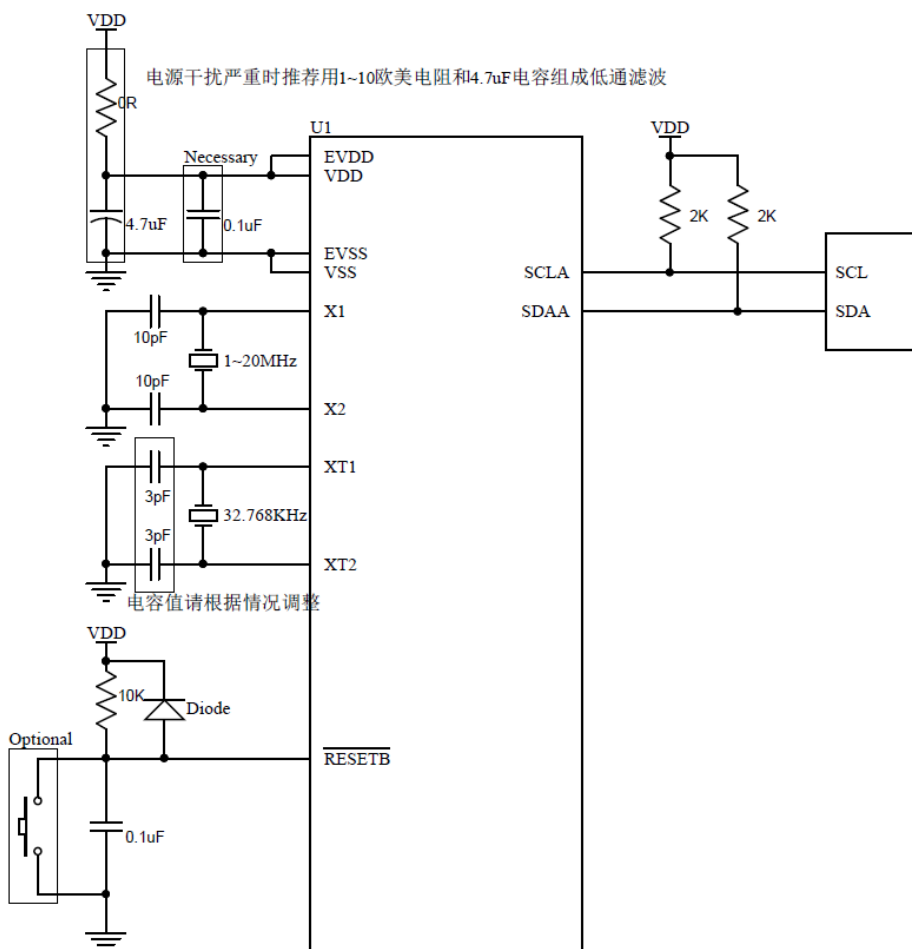 VDD
电源干扰严重时推荐用1~10欧美电阻和4.7uF电容组成低通滤波
0R
U1
VDD
Necessary
EVDD
VDD
4.7uF
0.1uF
2K
2K
EVSS
VSS
SCLA
SCL
X1
SDAA
SDA
10pF
1~20MHz
10pF
X2
XT1
3pF
32.768KHz
3pF
XT2
电容值请根据情况调整
VDD
10K
Diode
Optional
RESETB
0.1uF